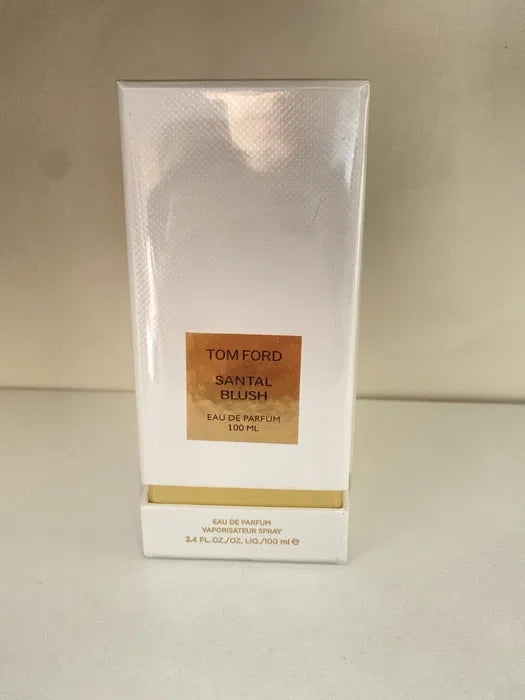 TOM FORD
SANTAL
BLUSH
EAU DE PARFUM
100 ML
EAU DE PARFUM
VAPORISATEUR SPRAY
3.4 FL. OZ./OZ. LIQ./100 ml ℮